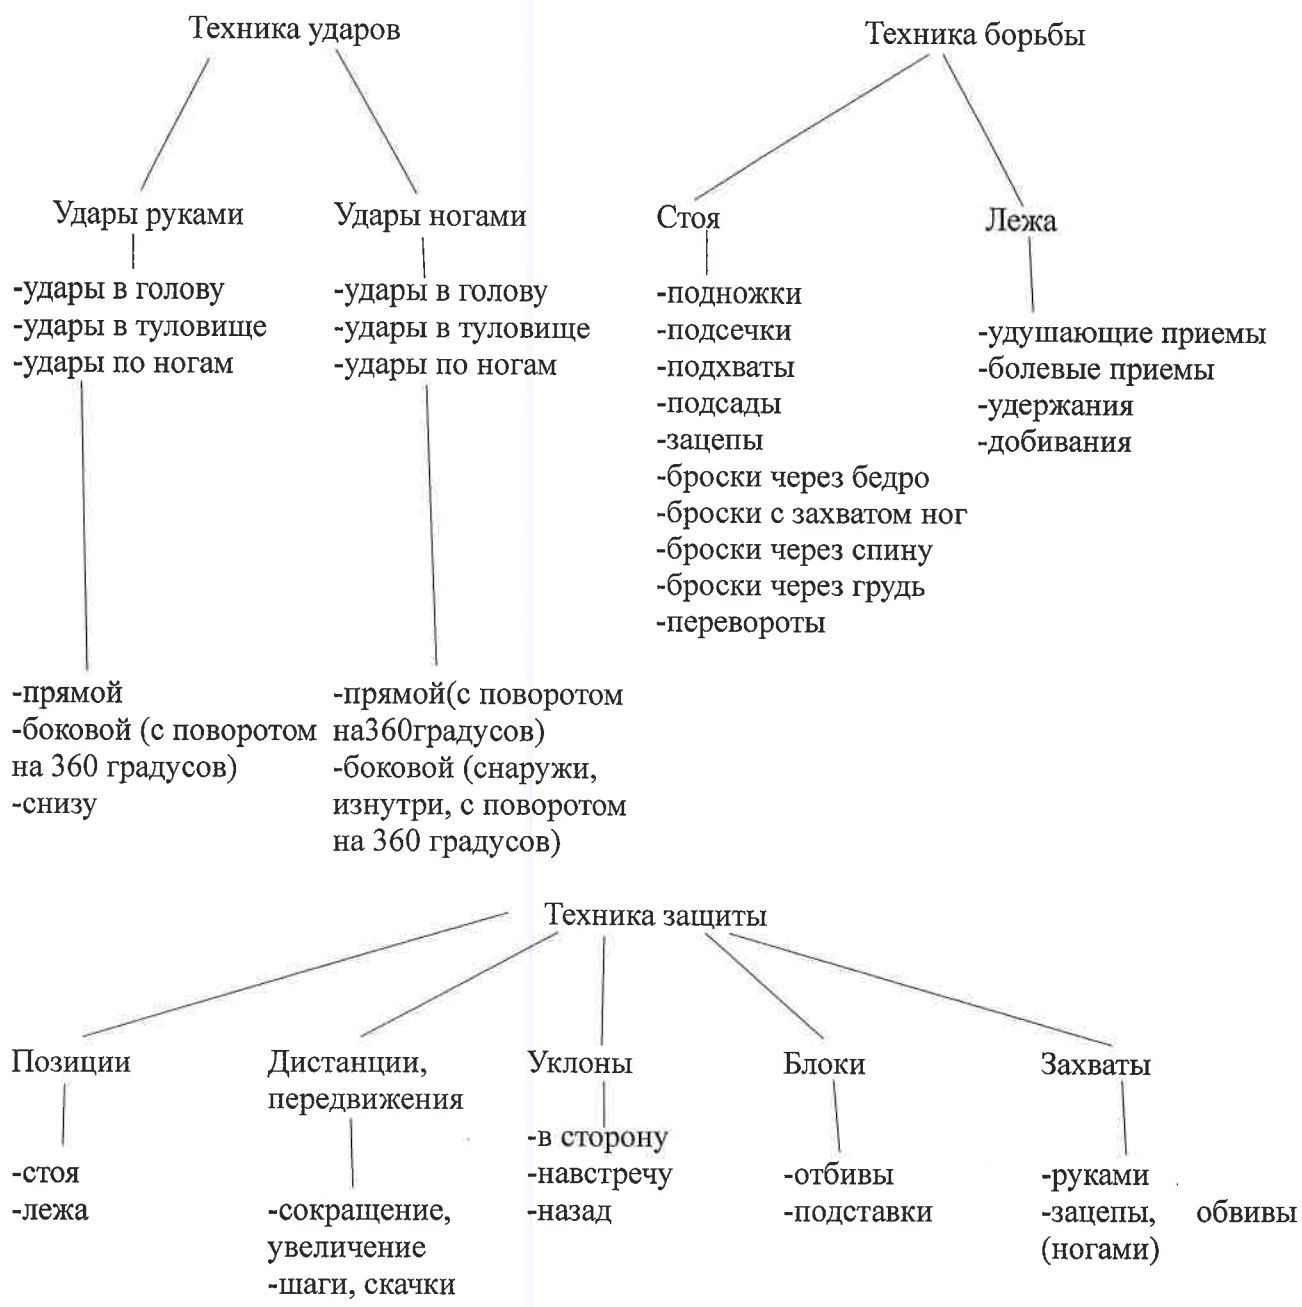 Техника ударов
Удары руками
-удары в голову
-удары в туловище
-удары по ногам
-прямой
-боковой (с поворотом
на 360 градусов)
-снизу
Удары ногами
-удары в голову
-удары в туловище
-удары по ногам
-прямой(с поворотом
на360градусов)
-боковой (снаружи,
изнутри, с поворотом
на 360 градусов)
Техника борьбы
Стоя
-подножки
-подсечки
-подхваты
-подсады
-зацепы
-броски через бедро
-броски с захватом ног
-броски через спину
-броски через грудь
-перевороты
Лежа
-удушающие приемы
-болевые приемы
-удержания
-добивания
Техника защиты
Позиции
-стоя
-лежа
Дистанции,
передвижения
-сокращение,
увеличение
-шаги, скачки
Уклоны
-в сторону
-навстречу
-назад
Блоки
-отбивы
-подставки
Захваты
-руками
-зацепы, обвивы
(ногами)